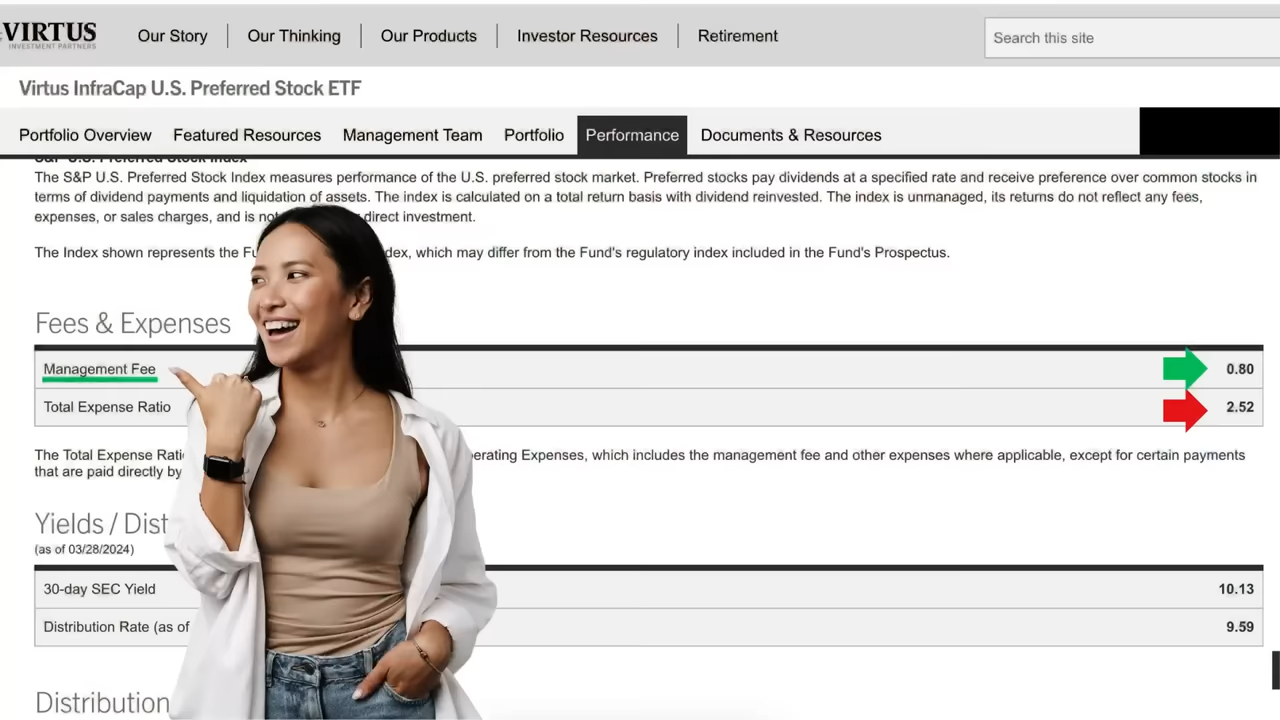 VIRTUS
INVESTMENT PARTNERS
Our Story
Our Thinking
Our Products
Investor Resources
Retirement
Search this site
Virtus InfraCap U.S. Preferred Stock ETF
Portfolio Overview
Featured Resources
Management Team
Portfolio
Performance
Documents & Resources
S&P U.S. Preferred Stock Index
The S&P U.S. Preferred Stock Index measures performance of the U.S. preferred stock market. Preferred stocks pay dividends at a specified rate and receive preference over common stocks in
terms of dividend payments and liquidation of assets. The index is calculated on a total return basis with dividend reinvested. The index is unmanaged, its returns do not reflect any fees,
expenses, or sales charges, and is not direct investment.
The Index shown represents the which may differ from the Fund's regulatory index included in the Fund's Prospectus.
Fees & Expenses
Management Fee 0.80
Total Expense Ratio 2.52
The Total Expense Operating Expenses, which includes the management fee and other expenses where applicable, except for certain payments
that are paid directly by
Yields /
(as of 03/28/2024)
30-day SEC Yield 10.13
Distribution Rate (as of 9.59
Distribution